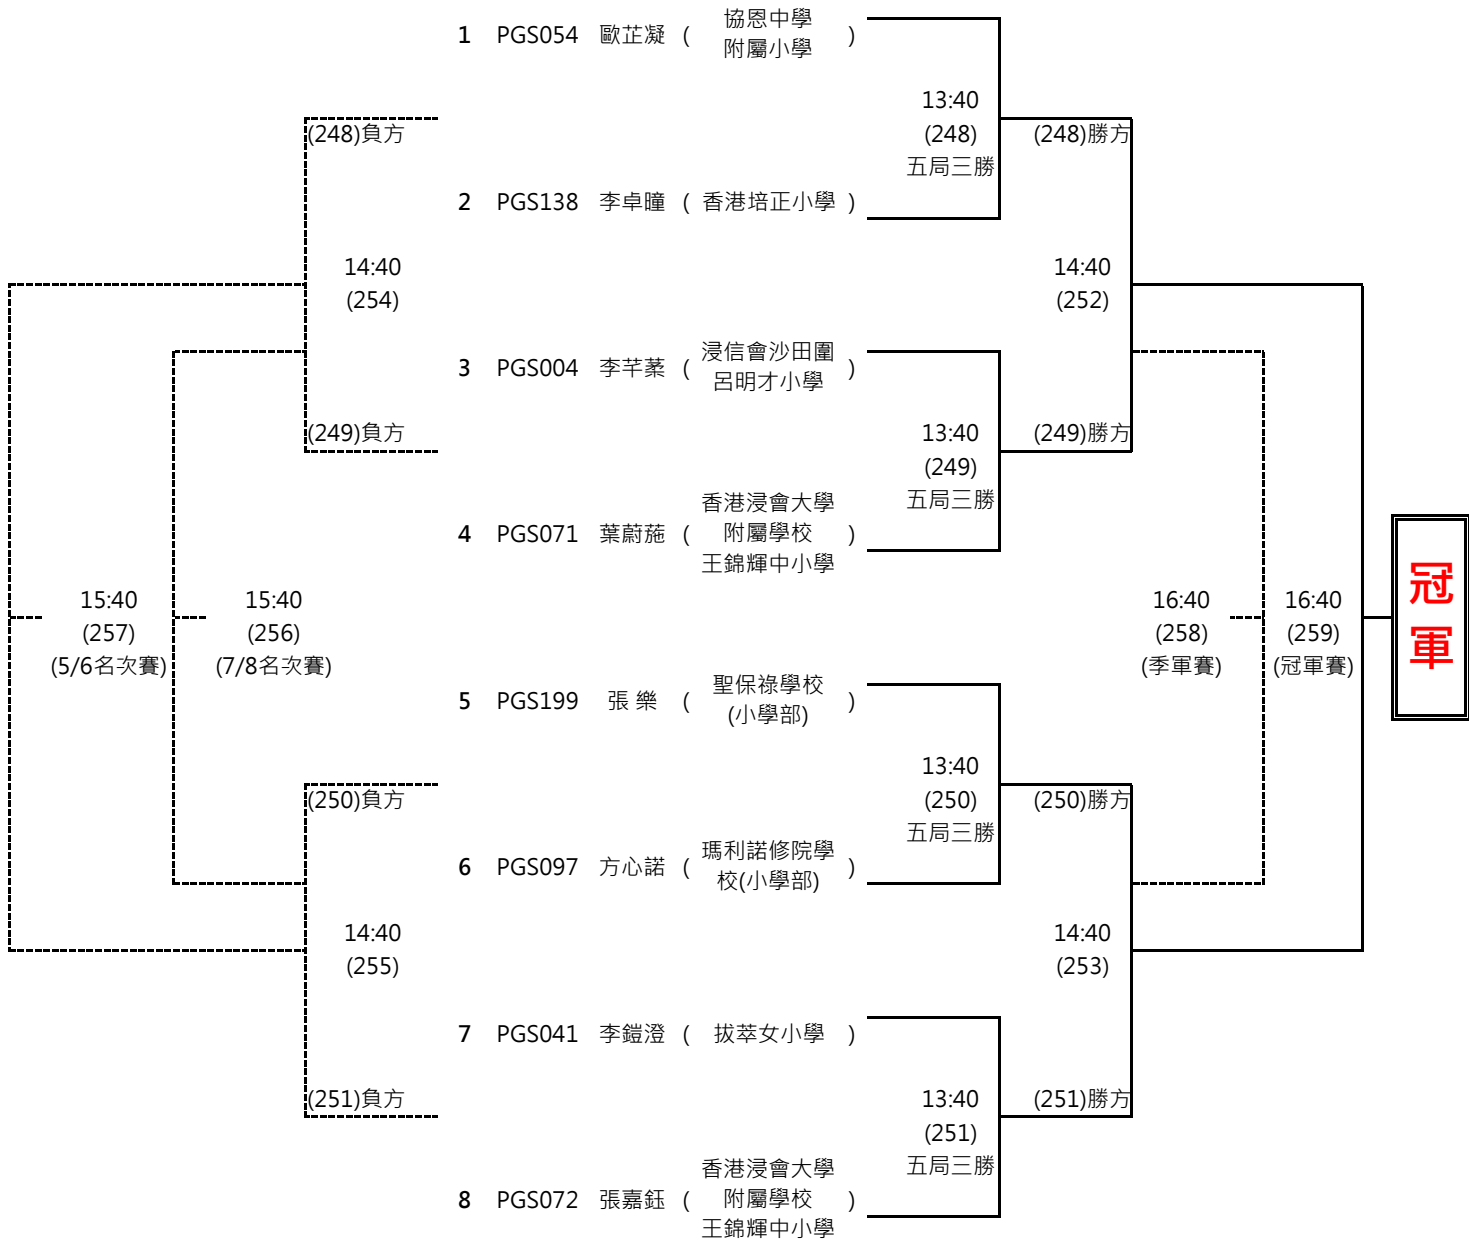 協恩中學
1 PGS054 歐芷凝 ( )
附屬小學
13:40
(248)負方 (248) (248)勝方
五局三勝
2 PGS138 李卓曈 ( 香港培正小學 )
14:40 14:40
(254) (252)
浸信會沙田圍
3 PGS004 李芊蓁 ( )
呂明才小學
(249)負方 13:40 (249)勝方
(249)
五局三勝
香港浸會大學
4 PGS071 葉蔚葹 ( 附屬學校 )
王錦輝中小學
15:40 15:40 16:40 16:40
(257) (256) (258) (259)
(5/6名次賽) (7/8名次賽) (季軍賽) (冠軍賽)
冠
軍
聖保祿學校
5 PGS199 張 樂 ( )
(小學部)
13:40
(250)負方 (250) (250)勝方
五局三勝
瑪利諾修院學
6 PGS097 方心諾 ( )
校(小學部)
14:40 14:40
(255) (253)
7 PGS041 李鎧澄 ( 拔萃女小學 )
(251)負方 13:40 (251)勝方
(251)
五局三勝
香港浸會大學
8 PGS072 張嘉鈺 ( 附屬學校 )
王錦輝中小學